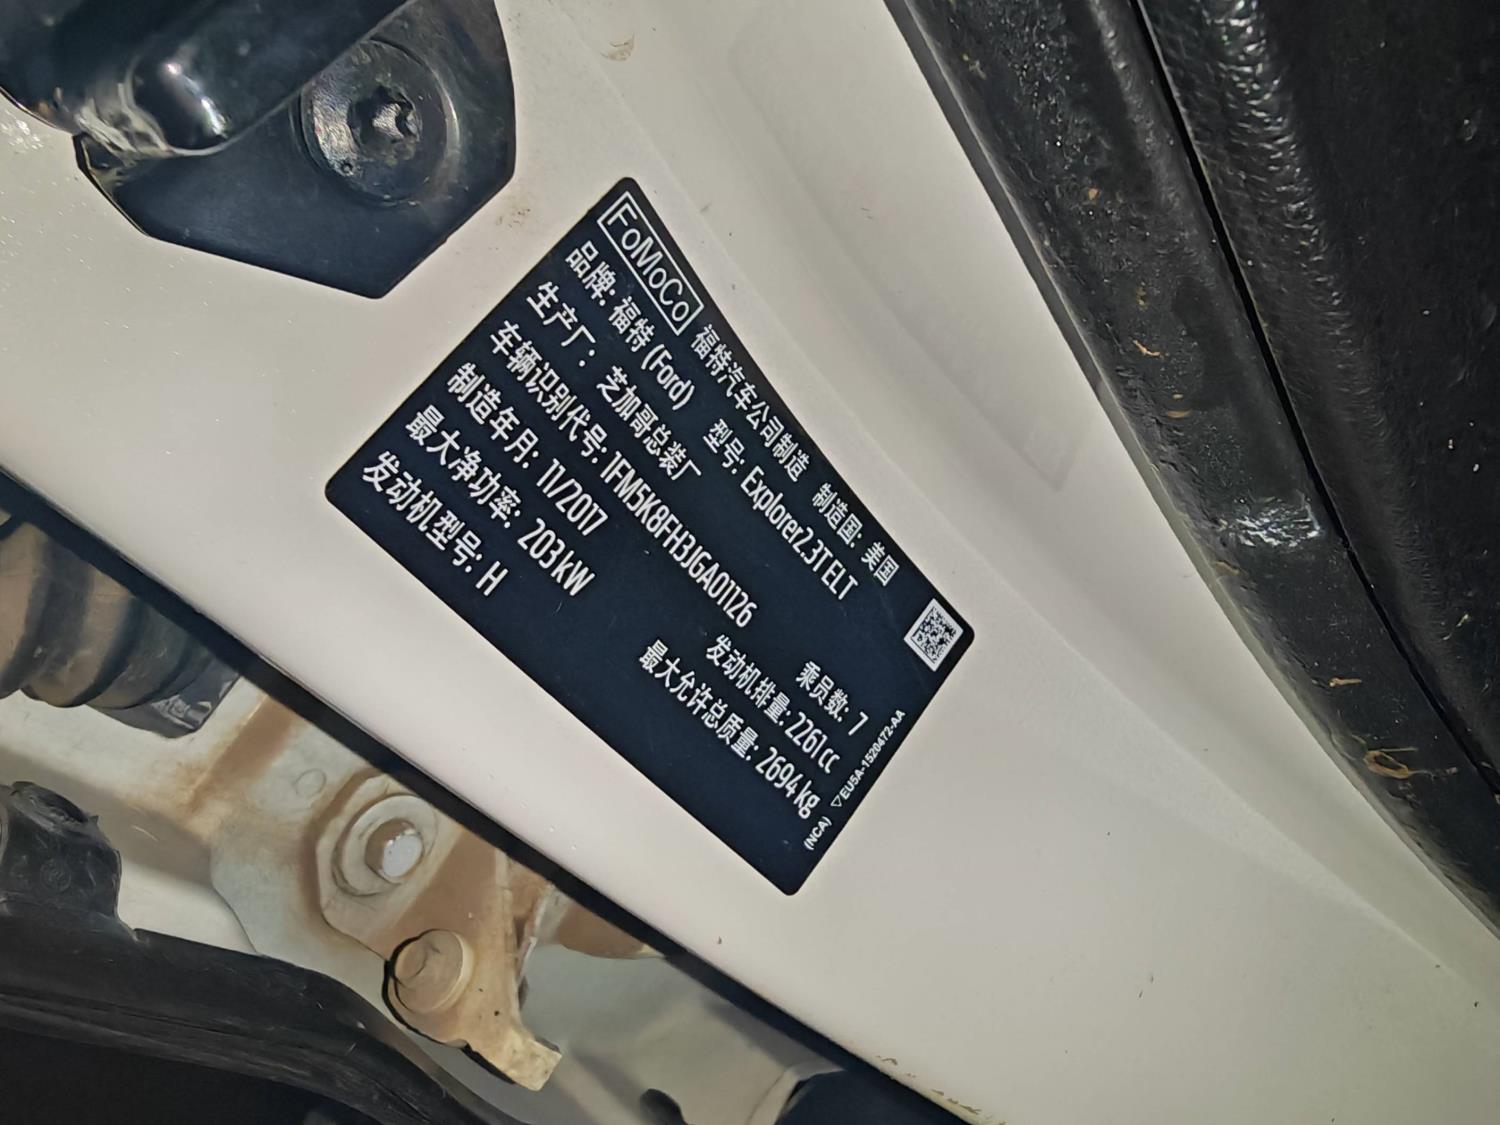 FoMoCo 福特汽车公司制造 制造国: 美国
品牌: 福特 (Ford) 型号: Explorer2.3T ELT
生产厂: 芝加哥总装厂
车辆识别代号: 1FM5K8FH3JGA01126
制造年月: 11/2017 乘员数: 7
最大净功率: 203kW 发动机排量: 2261cc
发动机型号: H 最大允许总质量: 2694kg
(NCA) ▽EU5A-1520472-AA